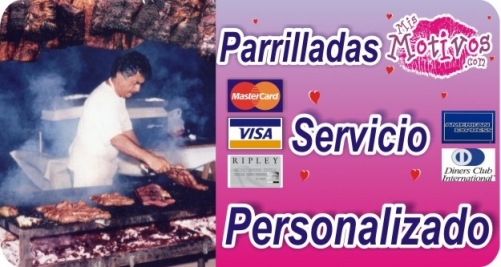 Parrilladas
Mis
Motivos
.com
MasterCard
VISA
Servicio
AMERICAN
EXPRESS
RIPLEY
Diners Club
International
Personalizado